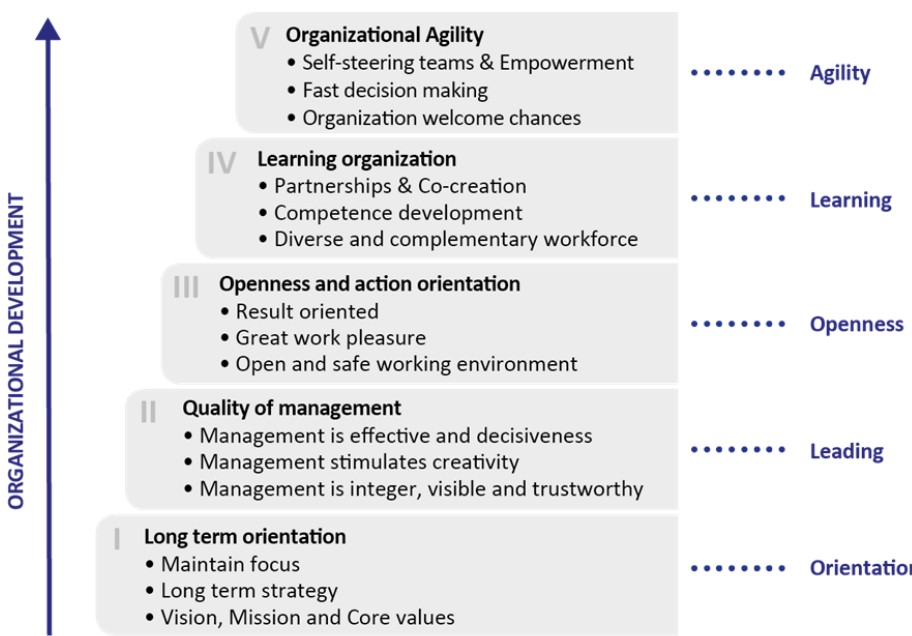 V Organizational Agility
• Self-steering teams & Empowerment
• Fast decision making
• Organization welcome chances
Agility
IV Learning organization
• Partnerships & Co-creation
• Competence development
• Diverse and complementary workforce
Learning
III Openness and action orientation
• Result oriented
• Great work pleasure
• Open and safe working environment
Openness
II Quality of management
• Management is effective and decisiveness
• Management stimulates creativity
• Management is integer, visible and trustworthy
Leading
I Long term orientation
• Maintain focus
• Long term strategy
• Vision, Mission and Core values
Orientation
ORGANIZATIONAL DEVELOPMENT